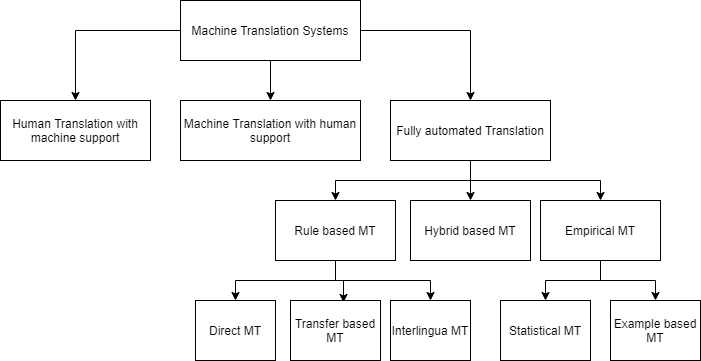 Machine Translation Systems
Human Translation with
machine support
Machine Translation with human
support
Fully automated Translation
Rule based MT
Hybrid based MT
Empirical MT
Direct MT
Transfer based
MT
Interlingua MT
Statistical MT
Example based
MT